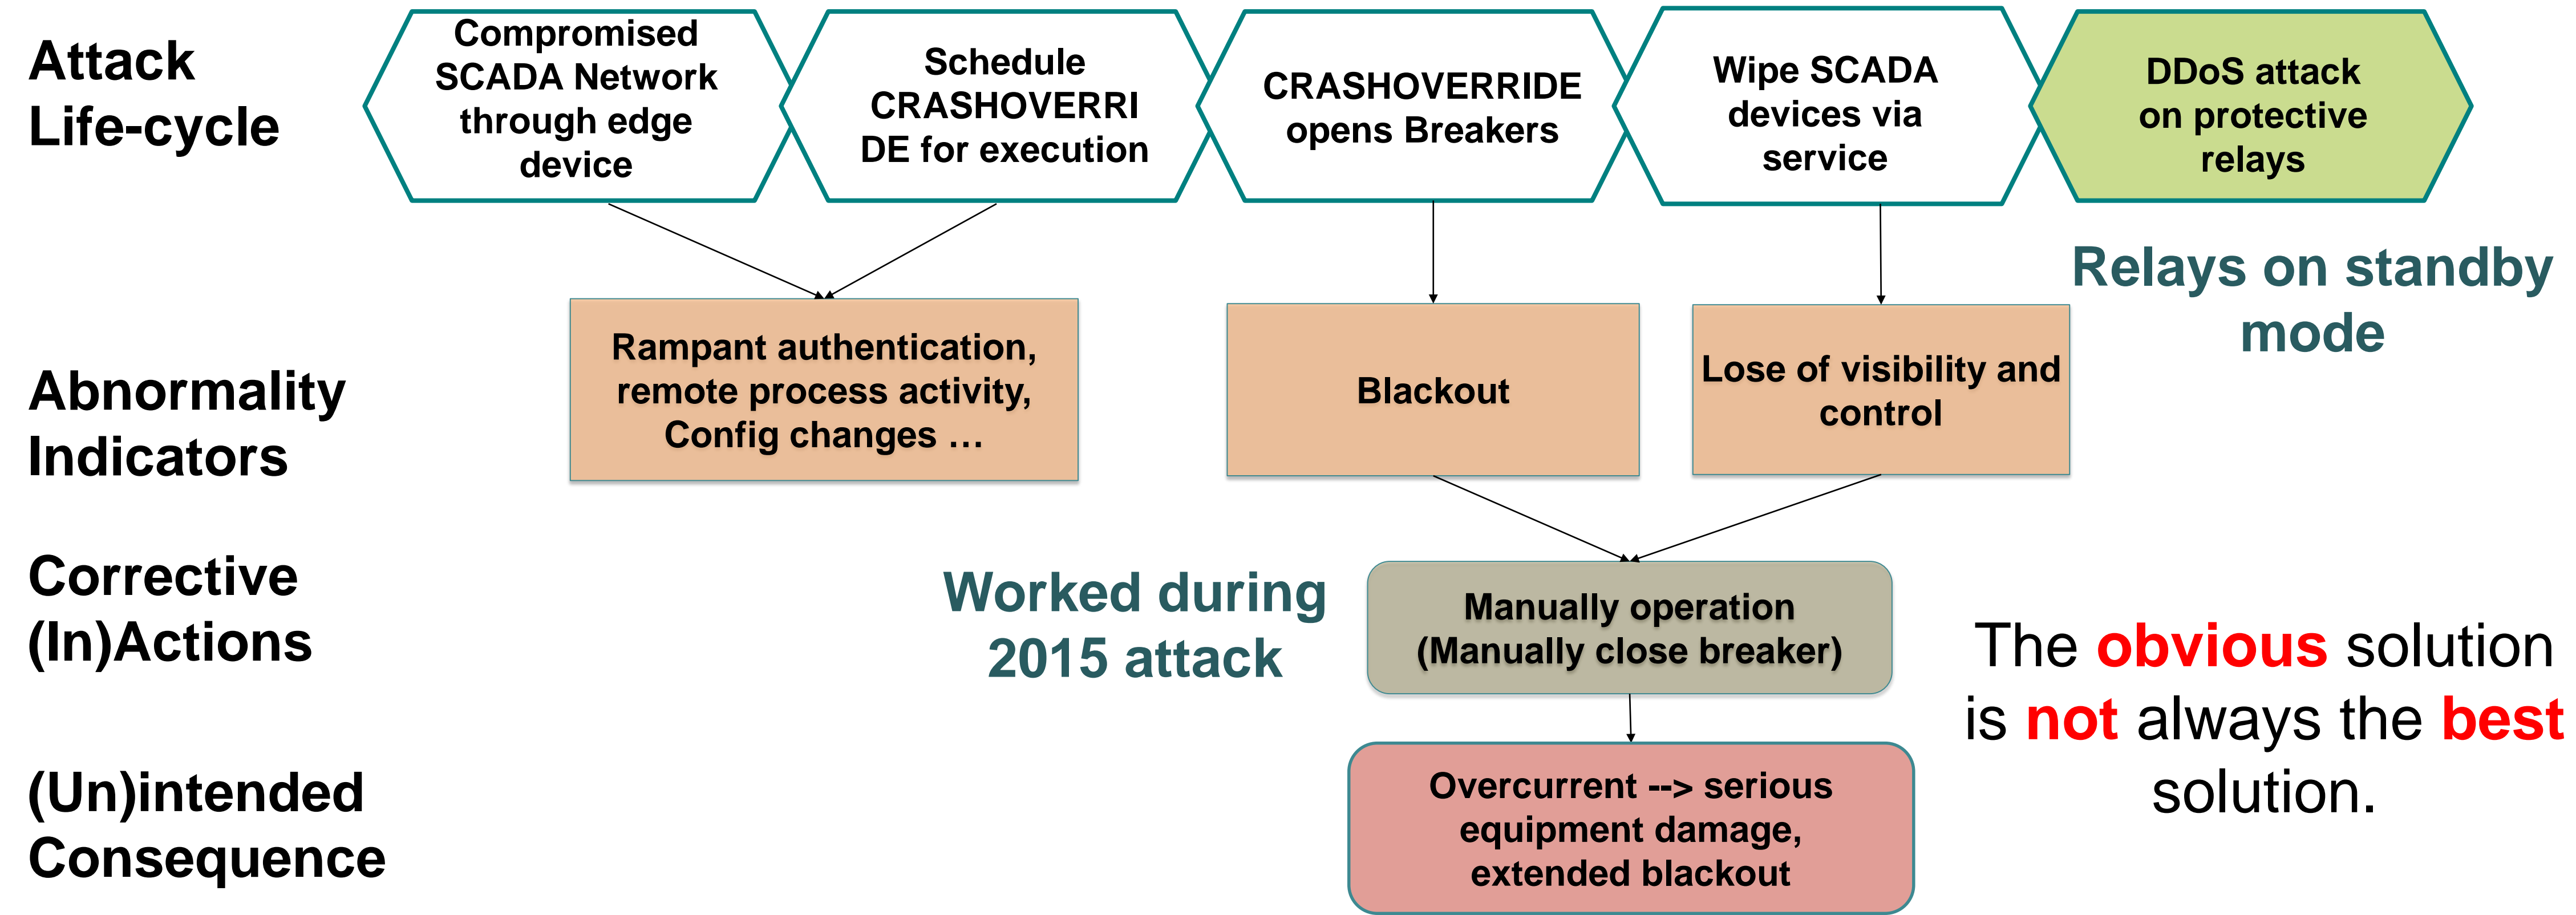 Attack
Life-cycle
Compromised
SCADA Network
through edge
device
Schedule
CRASHOVERRI
DE for execution
CRASHOVERRIDE
opens Breakers
Wipe SCADA
devices via
service
DDoS attack
on protective
relays
Relays on standby
mode
Abnormality
Indicators
Rampant authentication,
remote process activity,
Config changes …
Blackout
Lose of visibility and
control
Corrective
(In)Actions
Worked during
2015 attack
Manually operation
(Manually close breaker)
The obvious solution
is not always the best
solution.
(Un)intended
Consequence
Overcurrent --> serious
equipment damage,
extended blackout